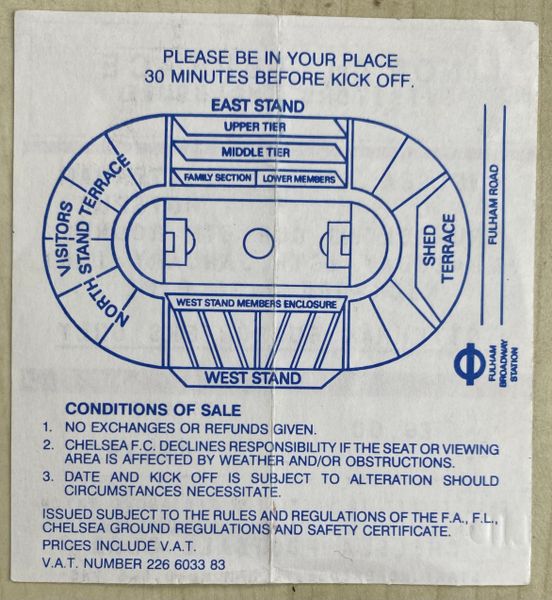 PLEASE BE IN YOUR PLACE
30 MINUTES BEFORE KICK OFF.
EAST STAND
UPPER TIER
MIDDLE TIER
FAMILY SECTION
LOWER MEMBERS
VISITORS
NORTH STAND TERRACE
SHED
TERRACE
FULHAM ROAD
WEST STAND MEMBERS ENCLOSURE
WEST STAND
FULHAM
BROADWAY
STATION
CONDITIONS OF SALE
1. NO EXCHANGES OR REFUNDS GIVEN.
2. CHELSEA F.C. DECLINES RESPONSIBILITY IF THE SEAT OR VIEWING
AREA IS AFFECTED BY WEATHER AND/OR OBSTRUCTIONS.
3. DATE AND KICK OFF IS SUBJECT TO ALTERATION SHOULD
CIRCUMSTANCES NECESSITATE.
ISSUED SUBJECT TO THE RULES AND REGULATIONS OF THE F.A., F.L.,
CHELSEA GROUND REGULATIONS AND SAFETY CERTIFICATE.
PRICES INCLUDE V.A.T.
V.A.T. NUMBER 226 6033 83